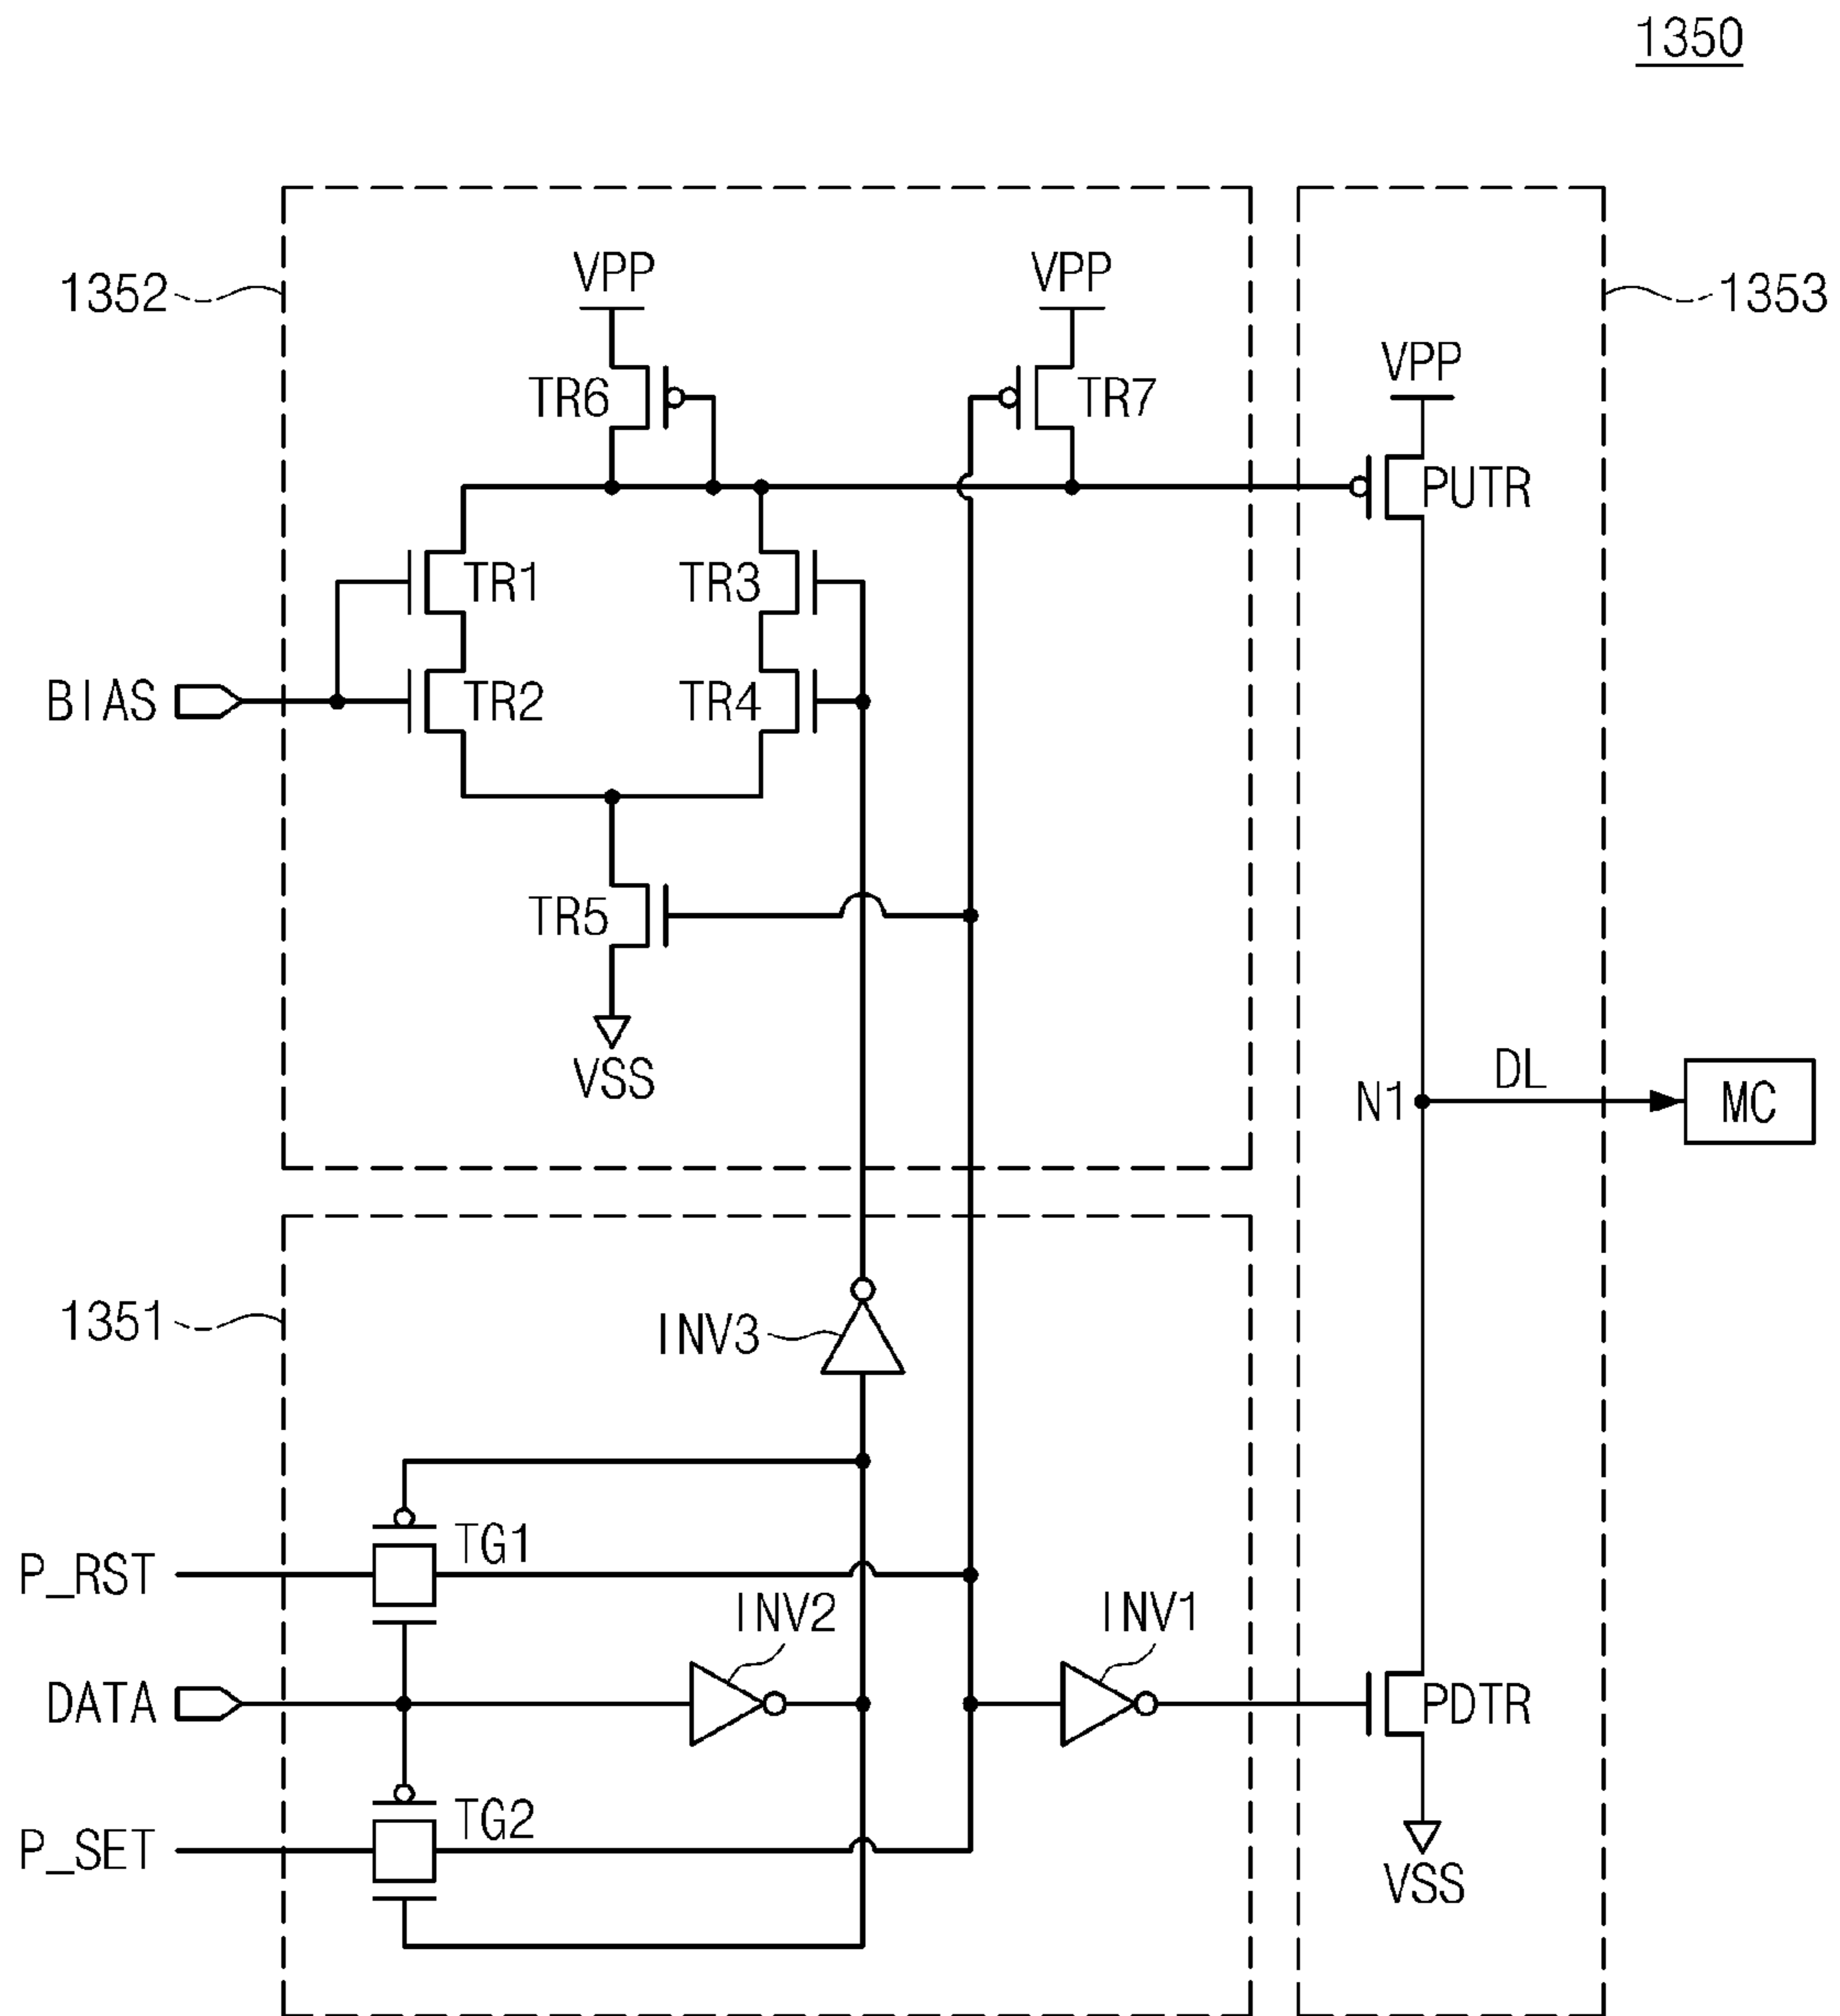 1350
1352
VPP
VPP
1353
VPP
TR6
TR7
PUTR
TR1
TR3
BIAS
TR2
TR4
TR5
VSS
DL
N1
MC
1351
INV3
TG1
P_RST
INV2
INV1
DATA
PDTR
TG2
P_SET
VSS